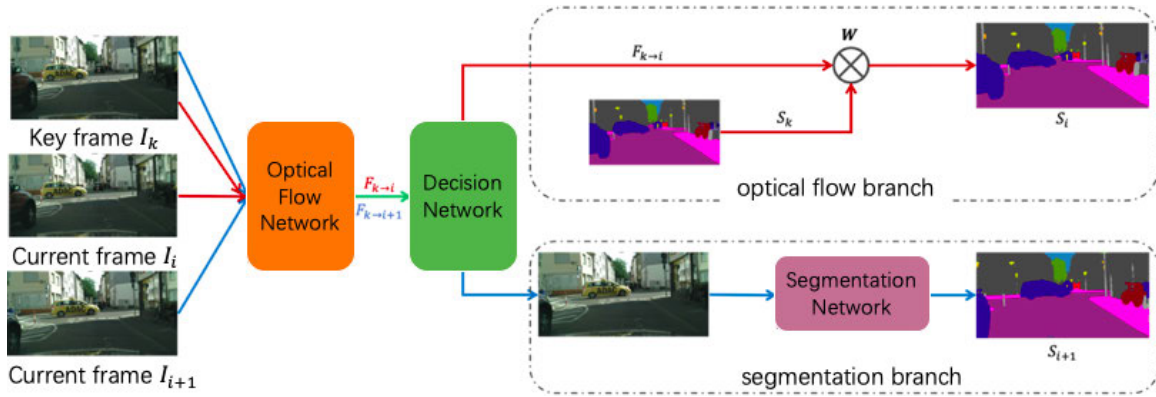 Key frame I_k
Current frame I_i
Current frame I_{i+1}
Optical
Flow
Network
F_{k→i}
F_{k→i+1}
Decision
Network
F_{k→i}
W
S_k
S_i
optical flow branch
Segmentation
Network
S_{i+1}
segmentation branch